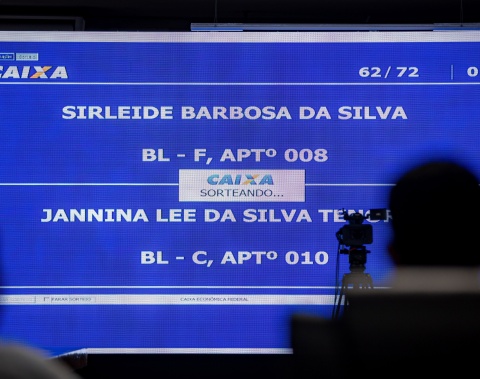 CAIXA
62/72 0
SIRLEIDE BARBOSA DA SILVA
BL - F, APTº 008
CAIXA
SORTEANDO...
JANNINA LEE DA SILVA
BL - C, APTº 010
CAIXA ECONÔMICA FEDERAL